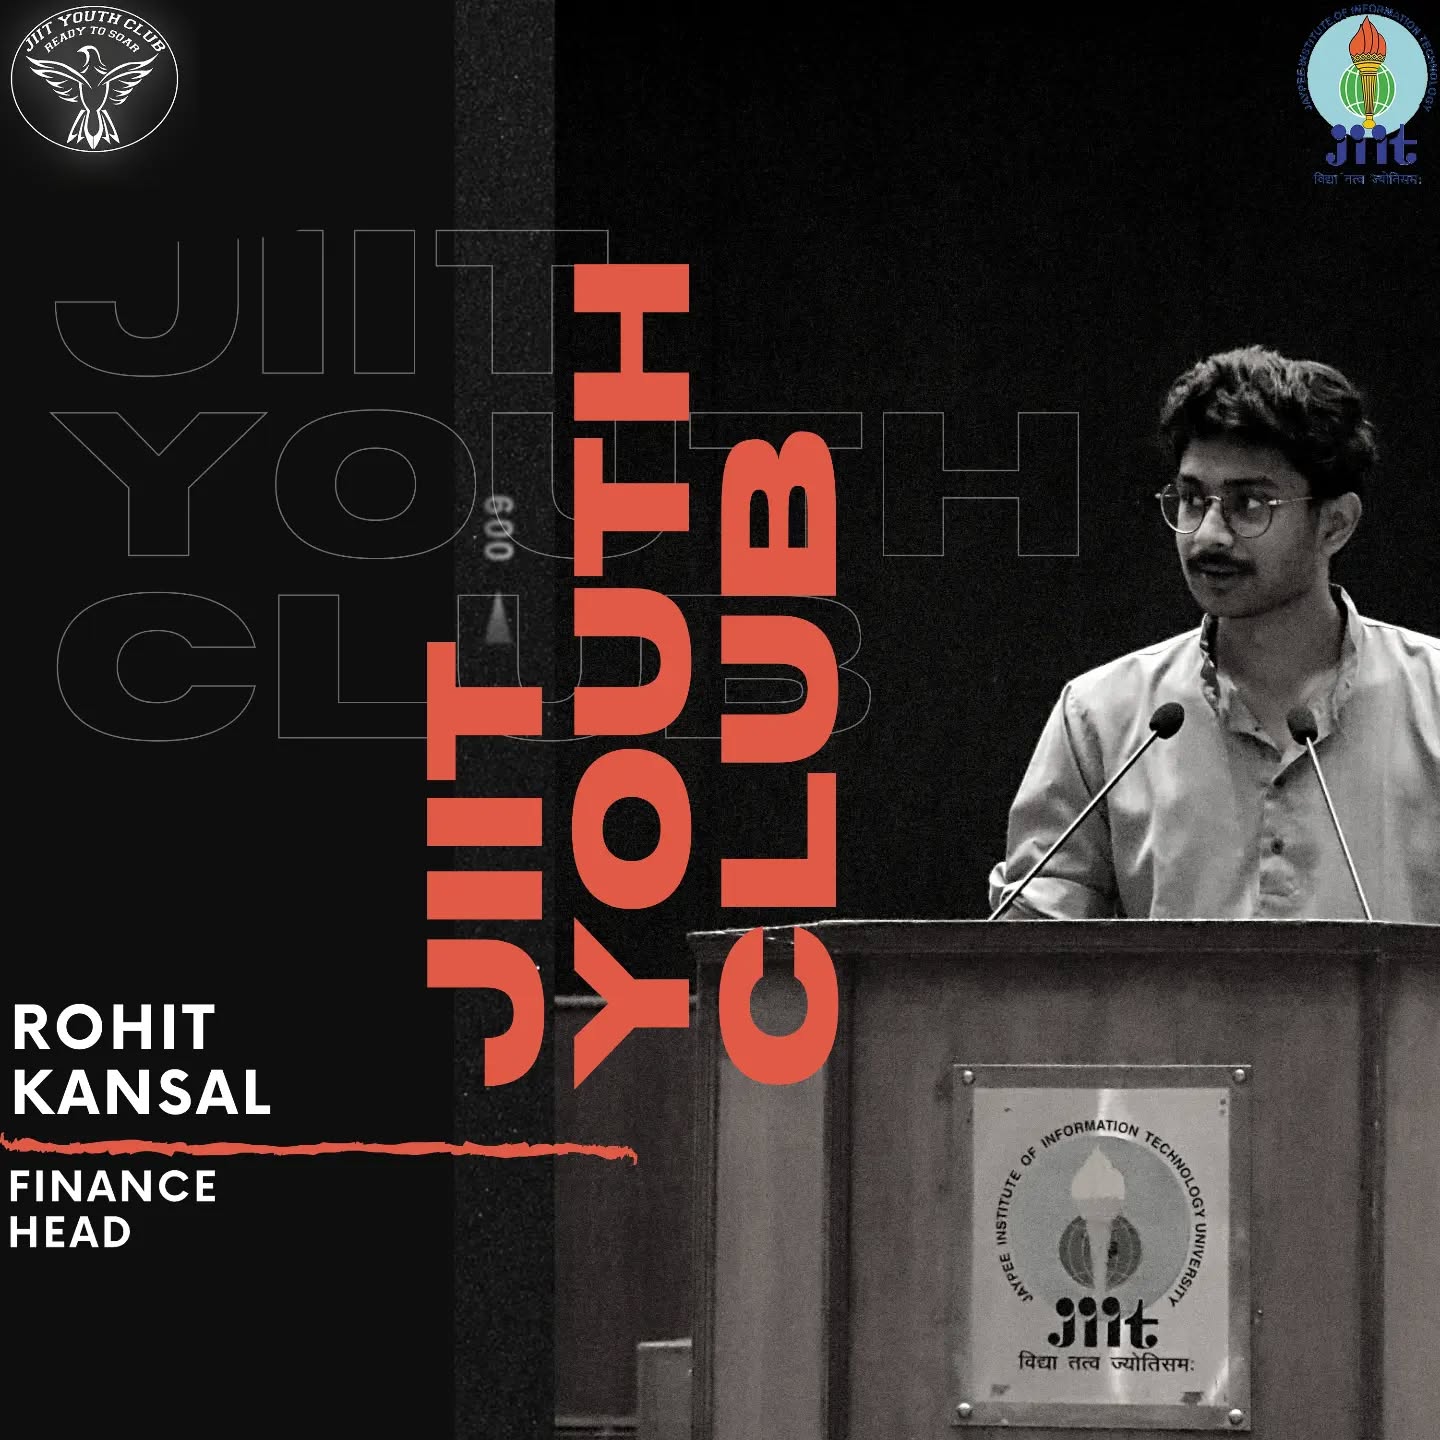 JIIT YOUTH CLUB
READY TO SOAR
JAYPEE INSTITUTE OF INFORMATION TECHNOLOGY
jiit
विद्या तत्व ज्योतिसमः
JIIT
YOUTH
CLUB
009
JIIT
YOUTH
CLUB
ROHIT
KANSAL
FINANCE
HEAD
JAYPEE INSTITUTE OF INFORMATION TECHNOLOGY UNIVERSITY
jiit
विद्या तत्व ज्योतिसमः